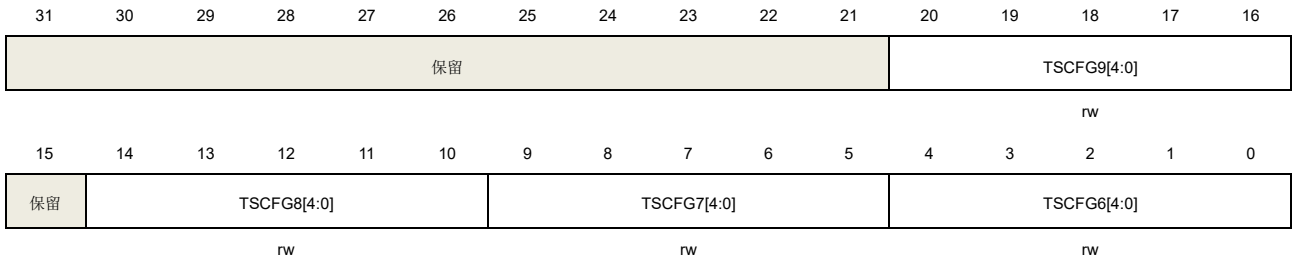 31 30 29 28 27 26 25 24 23 22 21 20 19 18 17 16
保留 TSCFG9[4:0]
rw
15 14 13 12 11 10 9 8 7 6 5 4 3 2 1 0
保留 TSCFG8[4:0] TSCFG7[4:0] TSCFG6[4:0]
rw rw rw